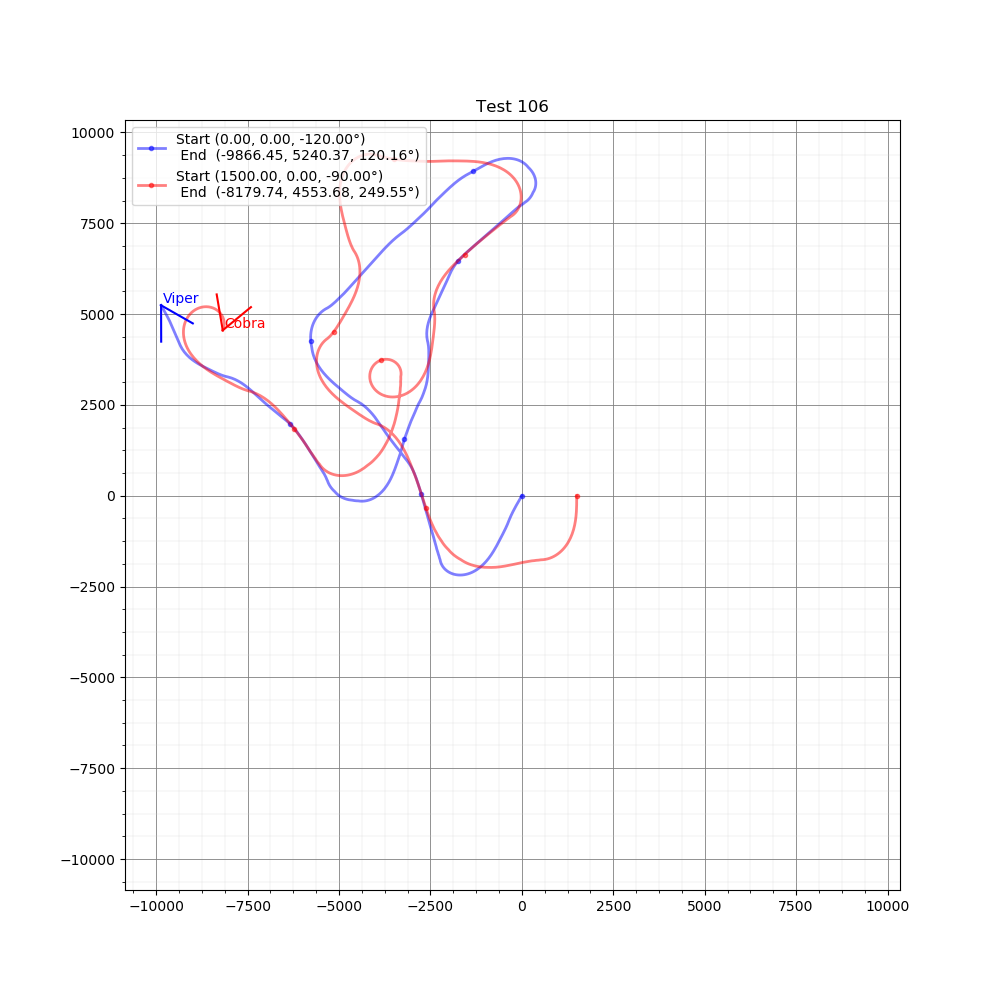 Test 106
10000
7500
5000
2500
0
−2500
−5000
−7500
−10000
Start (0.00, 0.00, -120.00°)
End  (-9866.45, 5240.37, 120.16°)
Start (1500.00, 0.00, -90.00°)
End  (-8179.74, 4553.68, 249.55°)
Viper
Cobra
−10000 −7500 −5000 −2500 0 2500 5000 7500 10000